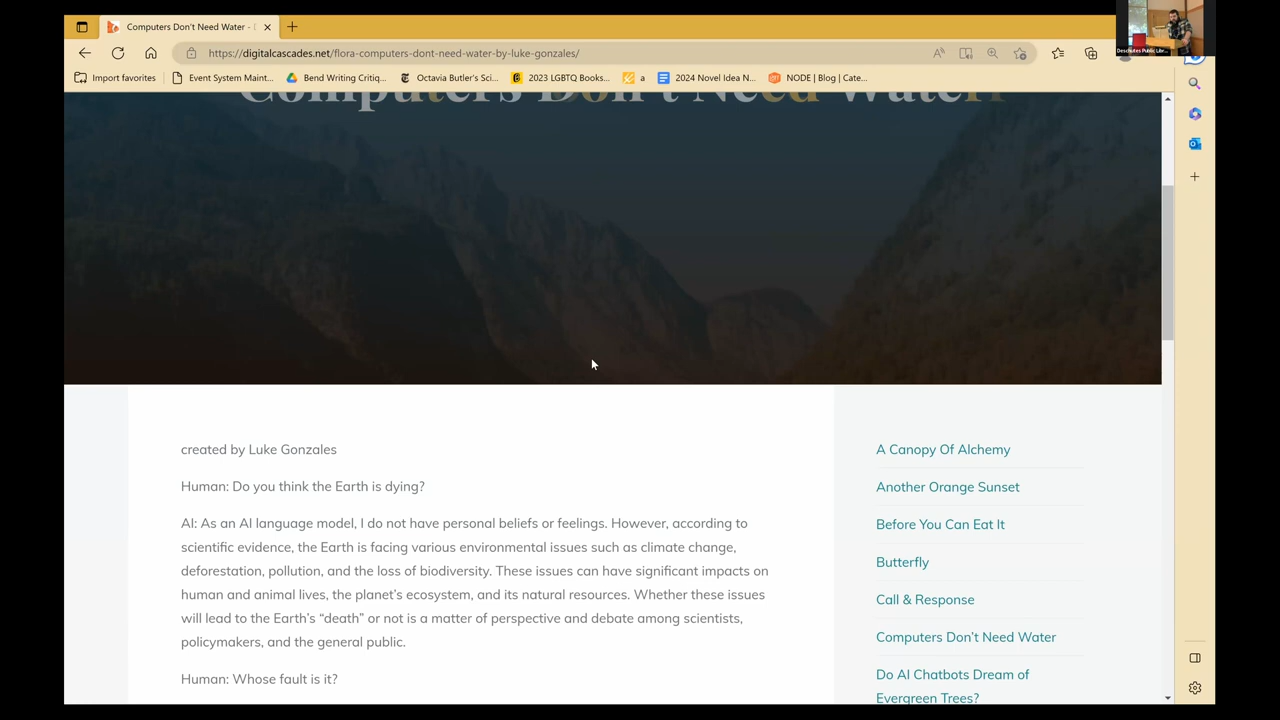 Computers Don't Need Water -
https://digitalcascades.net/flora-computers-dont-need-water-by-luke-gonzales/
Import favorites
Event System Maint...
Bend Writing Critiq...
Octavia Butler's Sci...
2023 LGBTQ Books...
a
2024 Novel Idea N...
NODE | Blog | Cate...
Deschutes Public Libr...
Computers Don't Need Water
created by Luke Gonzales
Human: Do you think the Earth is dying?
AI: As an AI language model, I do not have personal beliefs or feelings. However, according to
scientific evidence, the Earth is facing various environmental issues such as climate change,
deforestation, pollution, and the loss of biodiversity. These issues can have significant impacts on
human and animal lives, the planet's ecosystem, and its natural resources. Whether these issues
will lead to the Earth's “death” or not is a matter of perspective and debate among scientists,
policymakers, and the general public.
Human: Whose fault is it?
A Canopy Of Alchemy
Another Orange Sunset
Before You Can Eat It
Butterfly
Call & Response
Computers Don't Need Water
Do AI Chatbots Dream of
Evergreen Trees?